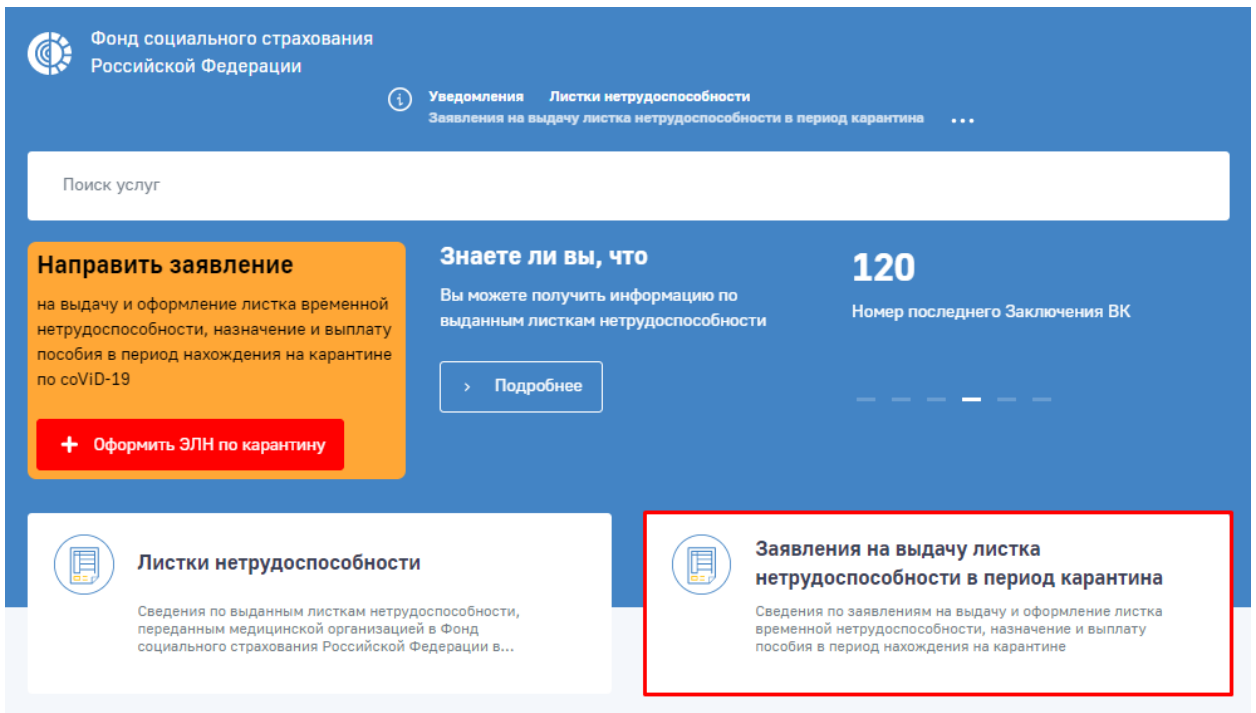 Фонд социального страхования
Российской Федерации
Уведомления Листки нетрудоспособности
Заявления на выдачу листка нетрудоспособности в период карантина ...
Поиск услуг
Направить заявление
на выдачу и оформление листка временной
нетрудоспособности, назначение и выплату
пособия в период нахождения на карантине
по coViD-19
+ Оформить ЭЛН по карантину
Знаете ли вы, что
Вы можете получить информацию по
выданным листкам нетрудоспособности
> Подробнее
120
Номер последнего Заключения ВК
Листки нетрудоспособности
Сведения по выданным листкам нетрудоспособности,
переданным медицинской организацией в Фонд
социального страхования Российской Федерации в...
Заявления на выдачу листка
нетрудоспособности в период карантина
Сведения по заявлениям на выдачу и оформление листка
временной нетрудоспособности, назначение и выплату
пособия в период нахождения на карантине